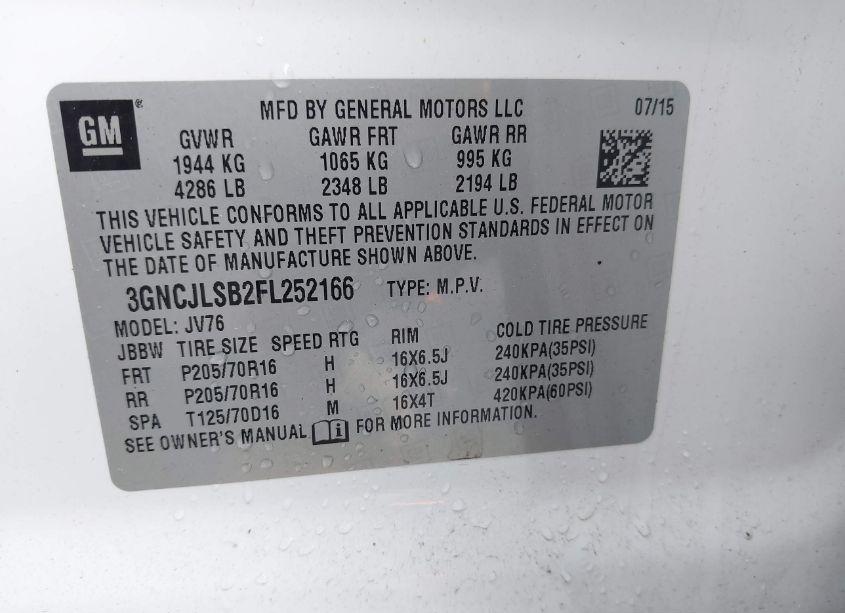 GM ® MFD BY GENERAL MOTORS LLC 07/15
GVWR GAWR FRT GAWR RR
1944 KG 1065 KG 995 KG
4286 LB 2348 LB 2194 LB
THIS VEHICLE CONFORMS TO ALL APPLICABLE U.S. FEDERAL MOTOR
VEHICLE SAFETY AND THEFT PREVENTION STANDARDS IN EFFECT ON
THE DATE OF MANUFACTURE SHOWN ABOVE.
3GNCJLSB2FL252166 TYPE: M.P.V.
MODEL: JV76
JBBW TIRE SIZE SPEED RTG RIM COLD TIRE PRESSURE
FRT P205/70R16 H 16X6.5J 240KPA(35PSI)
RR P205/70R16 H 16X6.5J 240KPA(35PSI)
SPA T125/70D16 M 16X4T 420KPA(60PSI)
SEE OWNER'S MANUAL i FOR MORE INFORMATION.